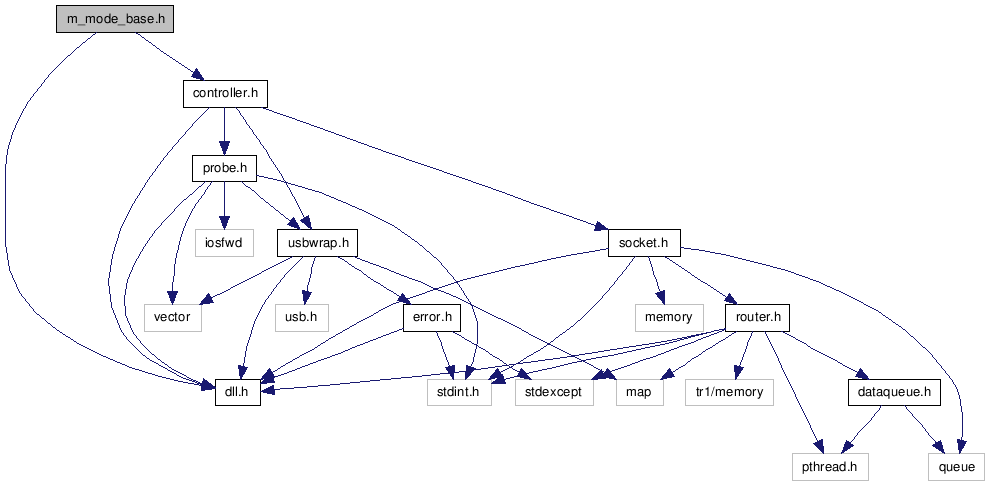 m_mode_base.h
controller.h
probe.h
iosfwd
usbwrap.h
socket.h
vector
usb.h
error.h
memory
router.h
dll.h
stdint.h
stdexcept
map
tr1/memory
dataqueue.h
pthread.h
queue